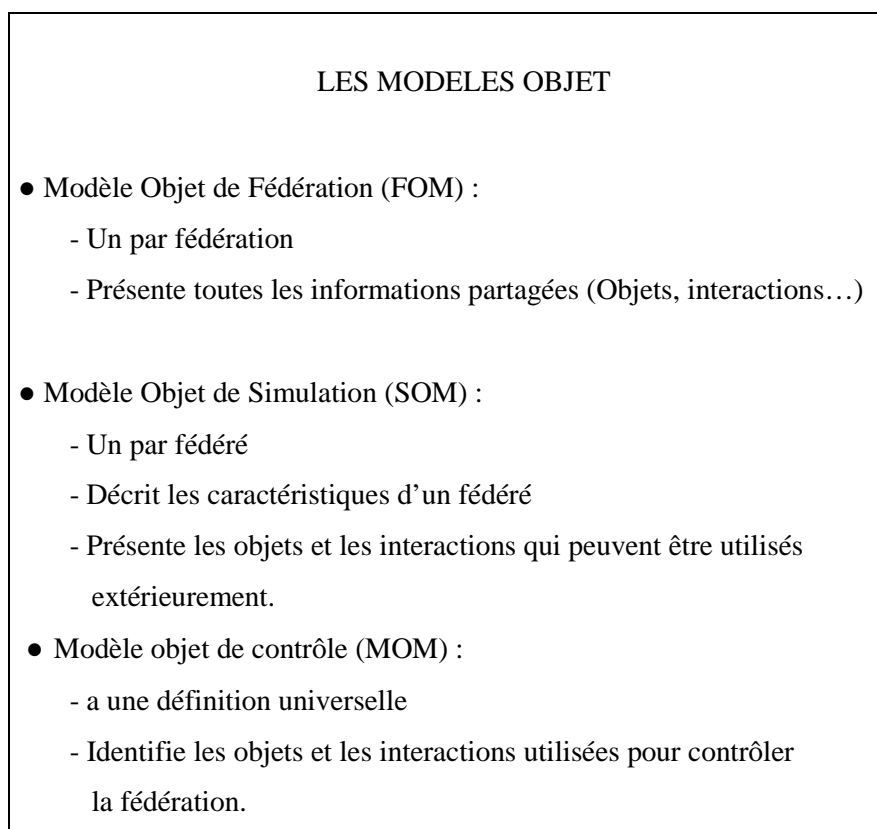 LES MODELES OBJET
● Modèle Objet de Fédération (FOM) :
- Un par fédération
- Présente toutes les informations partagées (Objets, interactions…)
● Modèle Objet de Simulation (SOM) :
- Un par fédéré
- Décrit les caractéristiques d’un fédéré
- Présente les objets et les interactions qui peuvent être utilisés
extérieurement.
● Modèle objet de contrôle (MOM) :
- a une définition universelle
- Identifie les objets et les interactions utilisées pour contrôler
la fédération.